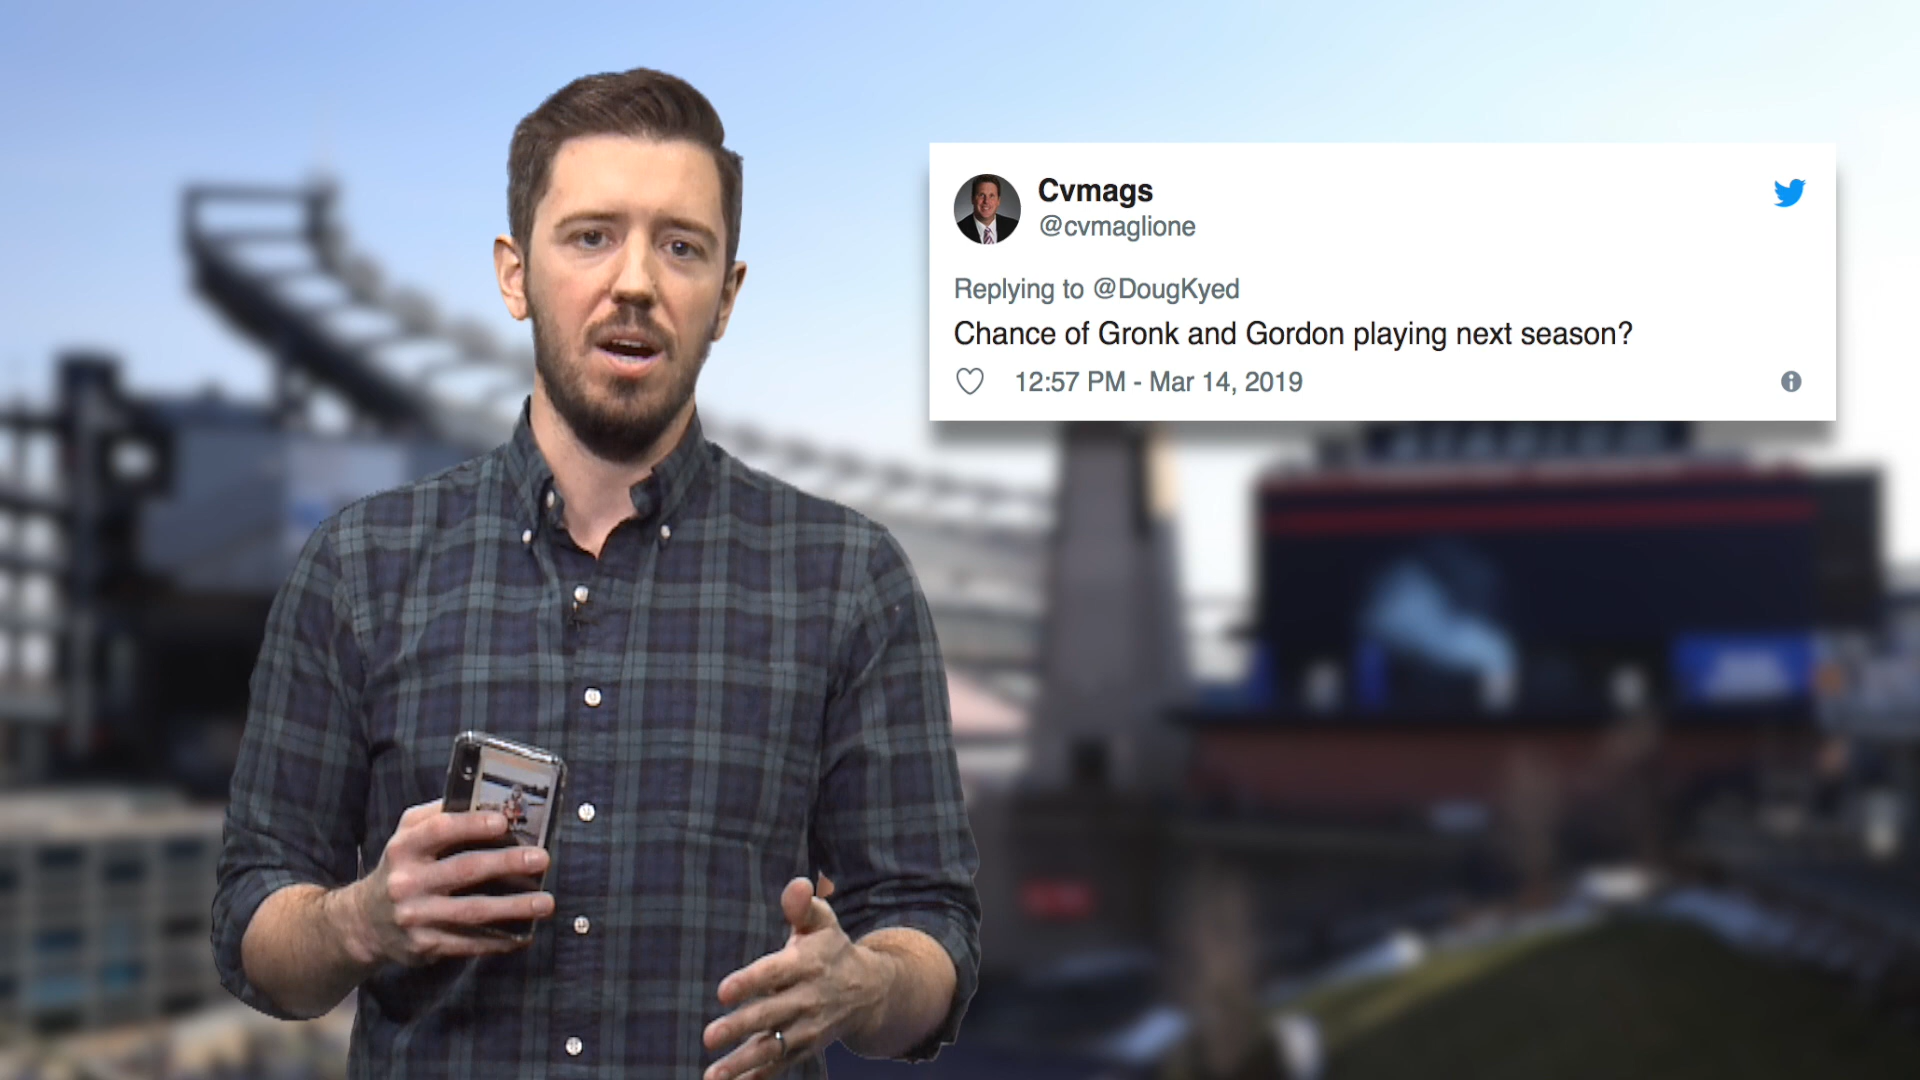 Cvmags
@cvmaglione
Replying to @DougKyed
Chance of Gronk and Gordon playing next season?
12:57 PM - Mar 14, 2019